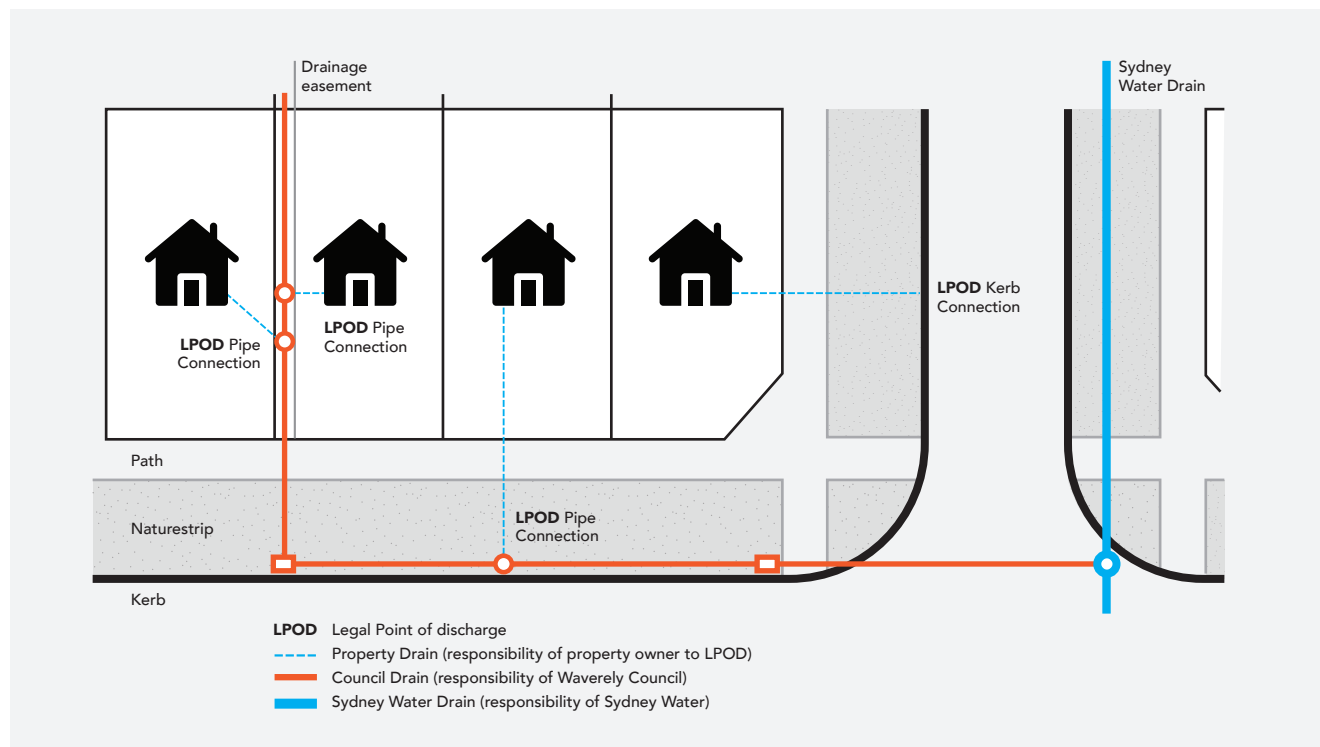 Drainage
easement
Sydney
Water Drain
LPOD Kerb
Connection
LPOD Pipe
Connection
LPOD Pipe
Connection
Path
LPOD Pipe
Connection
Naturestrip
Kerb
LPOD Legal Point of discharge
Property Drain (responsibility of property owner to LPOD)
Council Drain (responsibility of Waverely Council)
Sydney Water Drain (responsibility of Sydney Water)